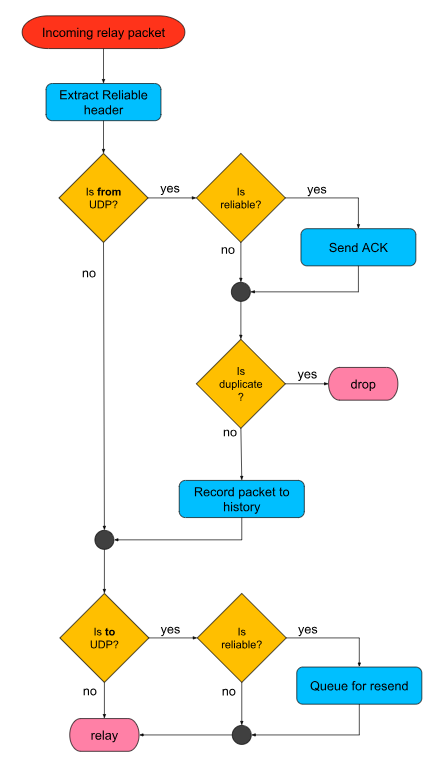 Incoming relay packet
Extract Reliable
header
Is from
UDP?
yes
Is
reliable?
yes
no
Send ACK
no
Is
duplicate
?
yes
drop
no
Record packet to
history
Is to
UDP?
yes
Is
reliable?
yes
no
no
Queue for resend
relay